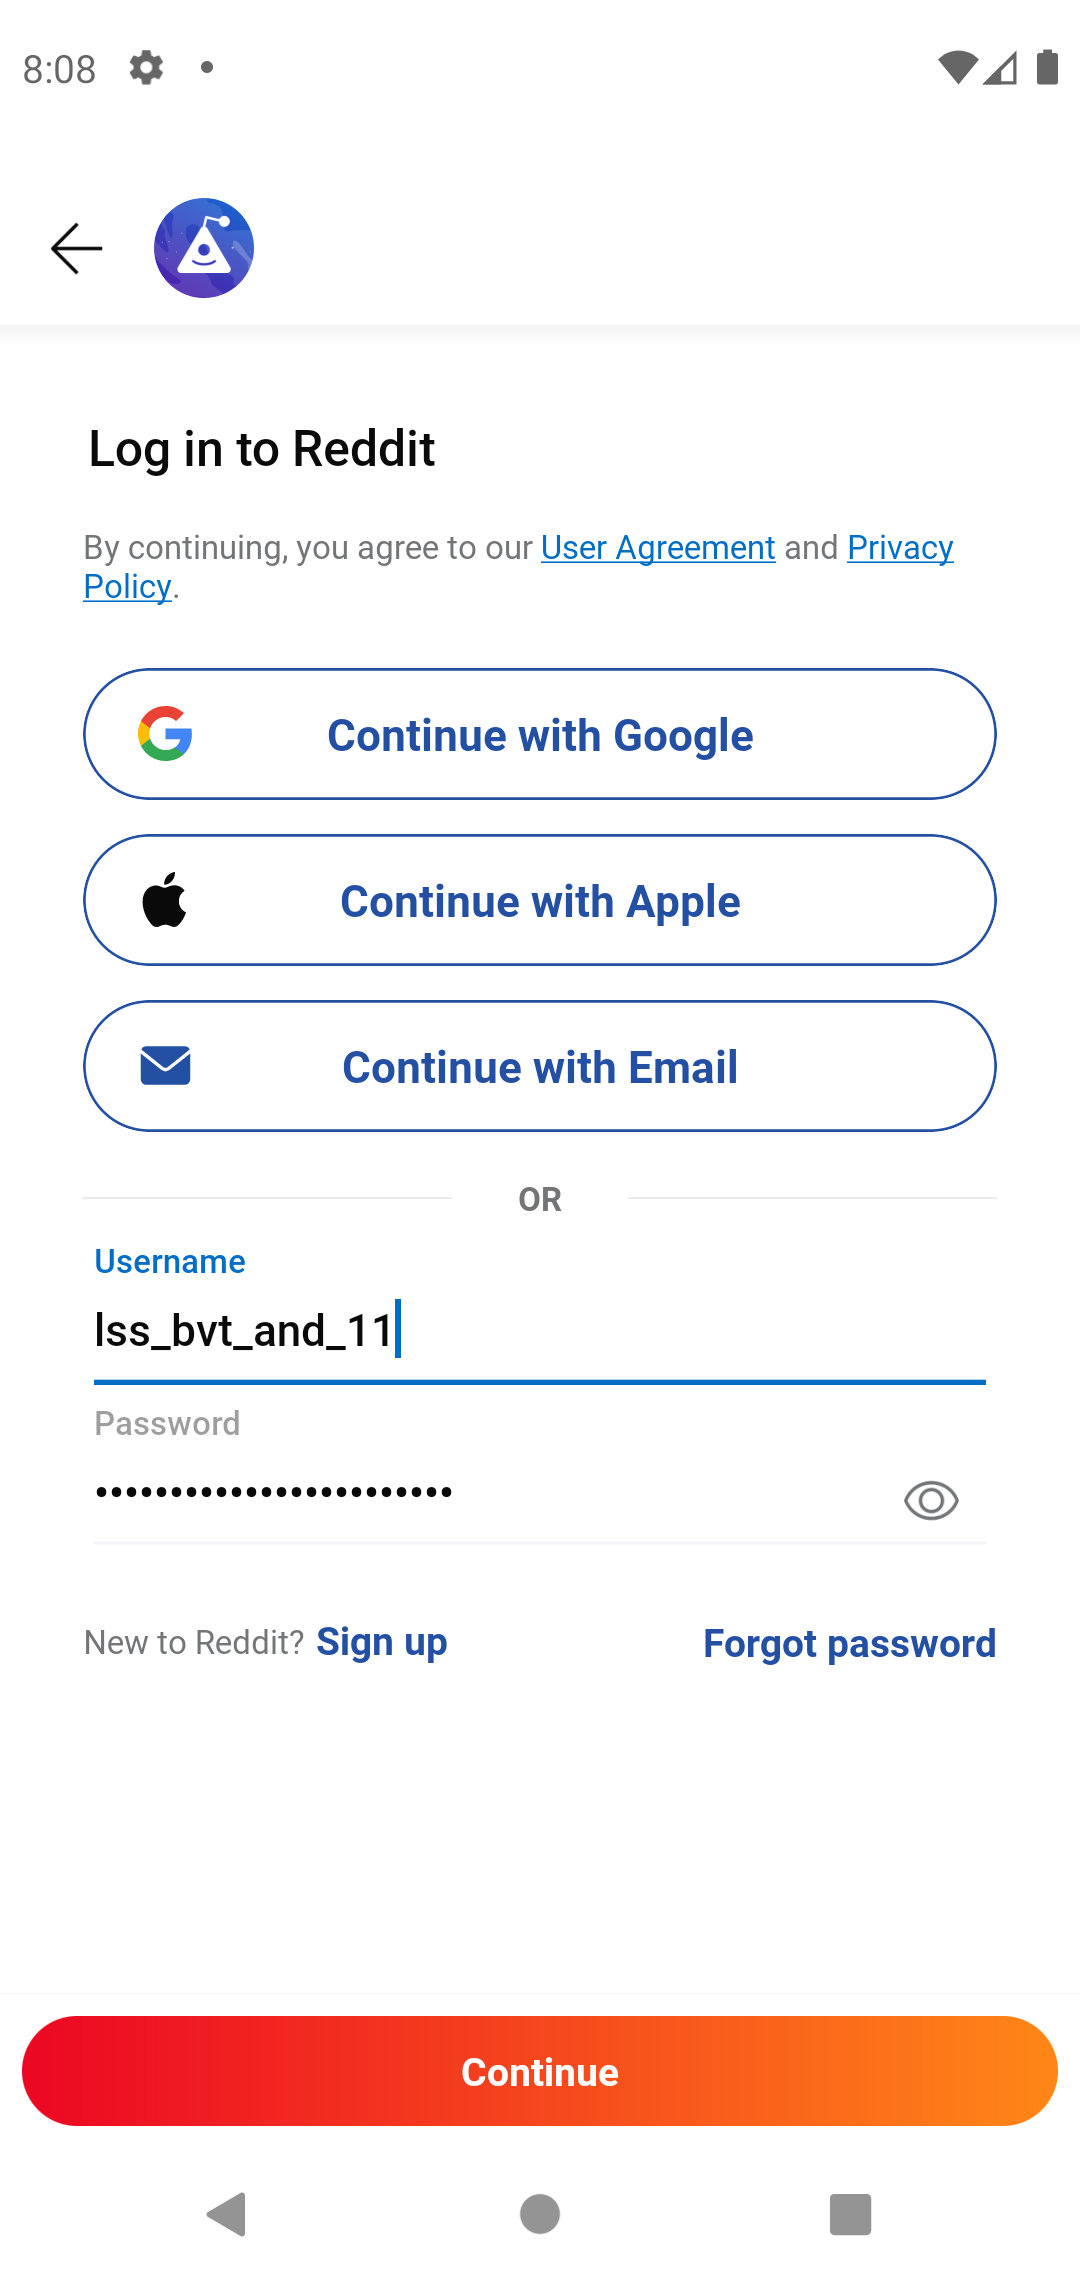 8:08
Log in to Reddit
By continuing, you agree to our User Agreement and Privacy
Policy.
Continue with Google
Continue with Apple
Continue with Email
OR
Username
lss_bvt_and_11
Password
••••••••••••••••••••••••
New to Reddit? Sign up
Forgot password
Continue